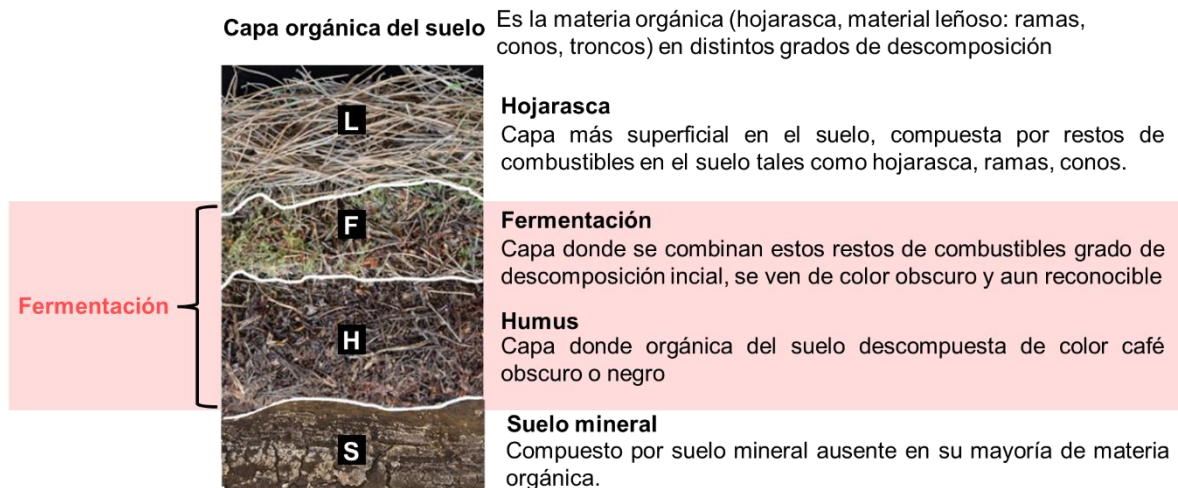 Capa orgánica del suelo
Es la materia orgánica (hojarasca, material leñoso: ramas,
conos, troncos) en distintos grados de descomposición
L
Hojarasca
Capa más superficial en el suelo, compuesta por restos de
combustibles en el suelo tales como hojarasca, ramas, conos.
Fermentación
F
Fermentación
Capa donde se combinan estos restos de combustibles grado de
descomposición incial, se ven de color obscuro y aun reconocible
H
Humus
Capa donde orgánica del suelo descompuesta de color café
obscuro o negro
S
Suelo mineral
Compuesto por suelo mineral ausente en su mayoría de materia
orgánica.